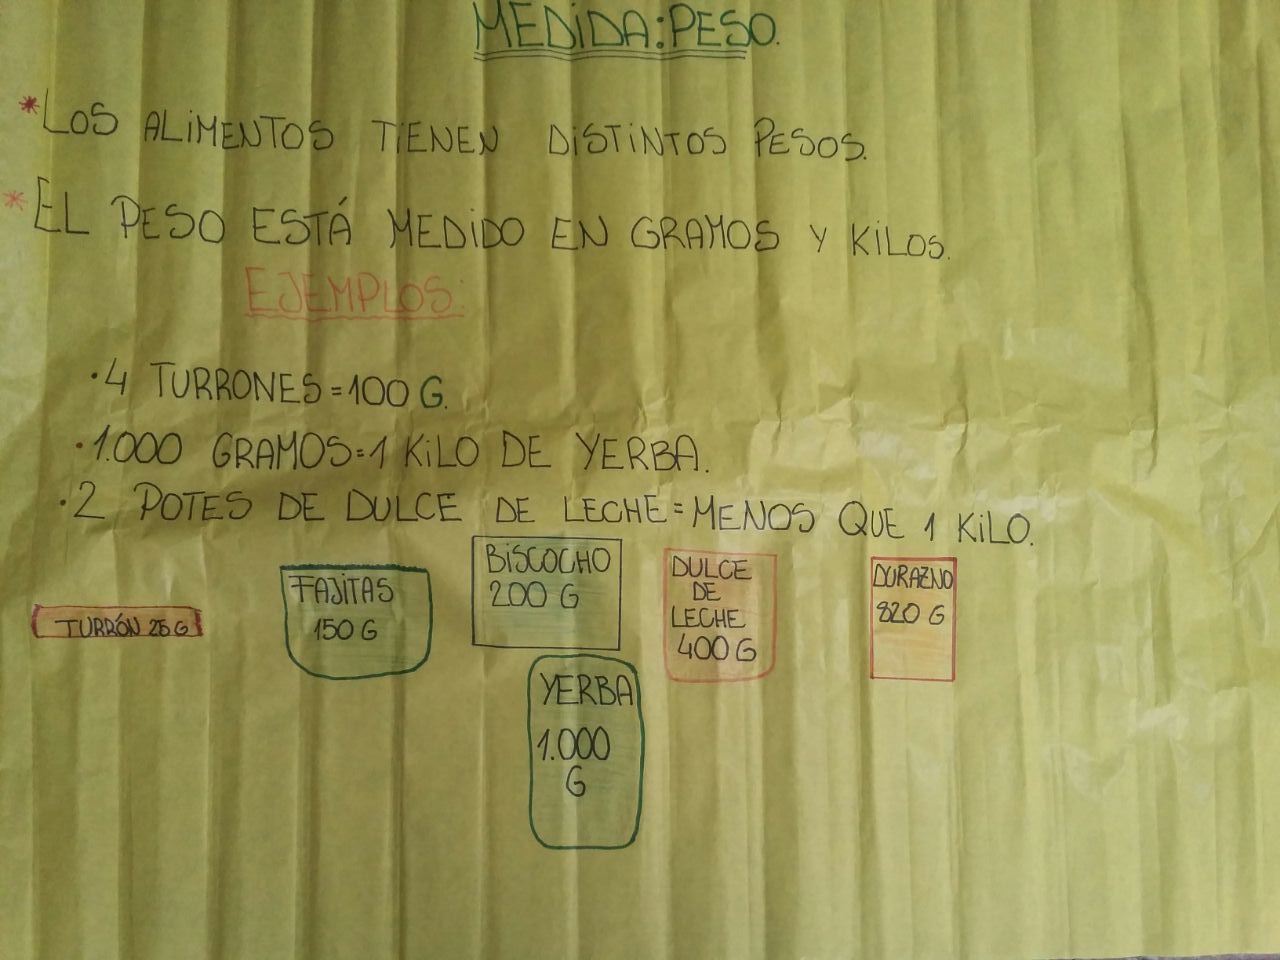 MEDIDA: PESO.
*LOS ALIMENTOS TIENEN DISTINTOS PESOS.
*EL PESO ESTÁ MEDIDO EN GRAMOS Y KILOS.
EJEMPLOS:
·4 TURRONES=100 G.
·1.000 GRAMOS=1 KILO DE YERBA.
·2 POTES DE DULCE DE LECHE=MENOS QUE 1 KILO.
TURRÓN 25 G
FAJITAS
150 G
BISCOCHO
200 G
DULCE
DE
LECHE
400 G
DURAZNO
820 G
YERBA
1.000
G